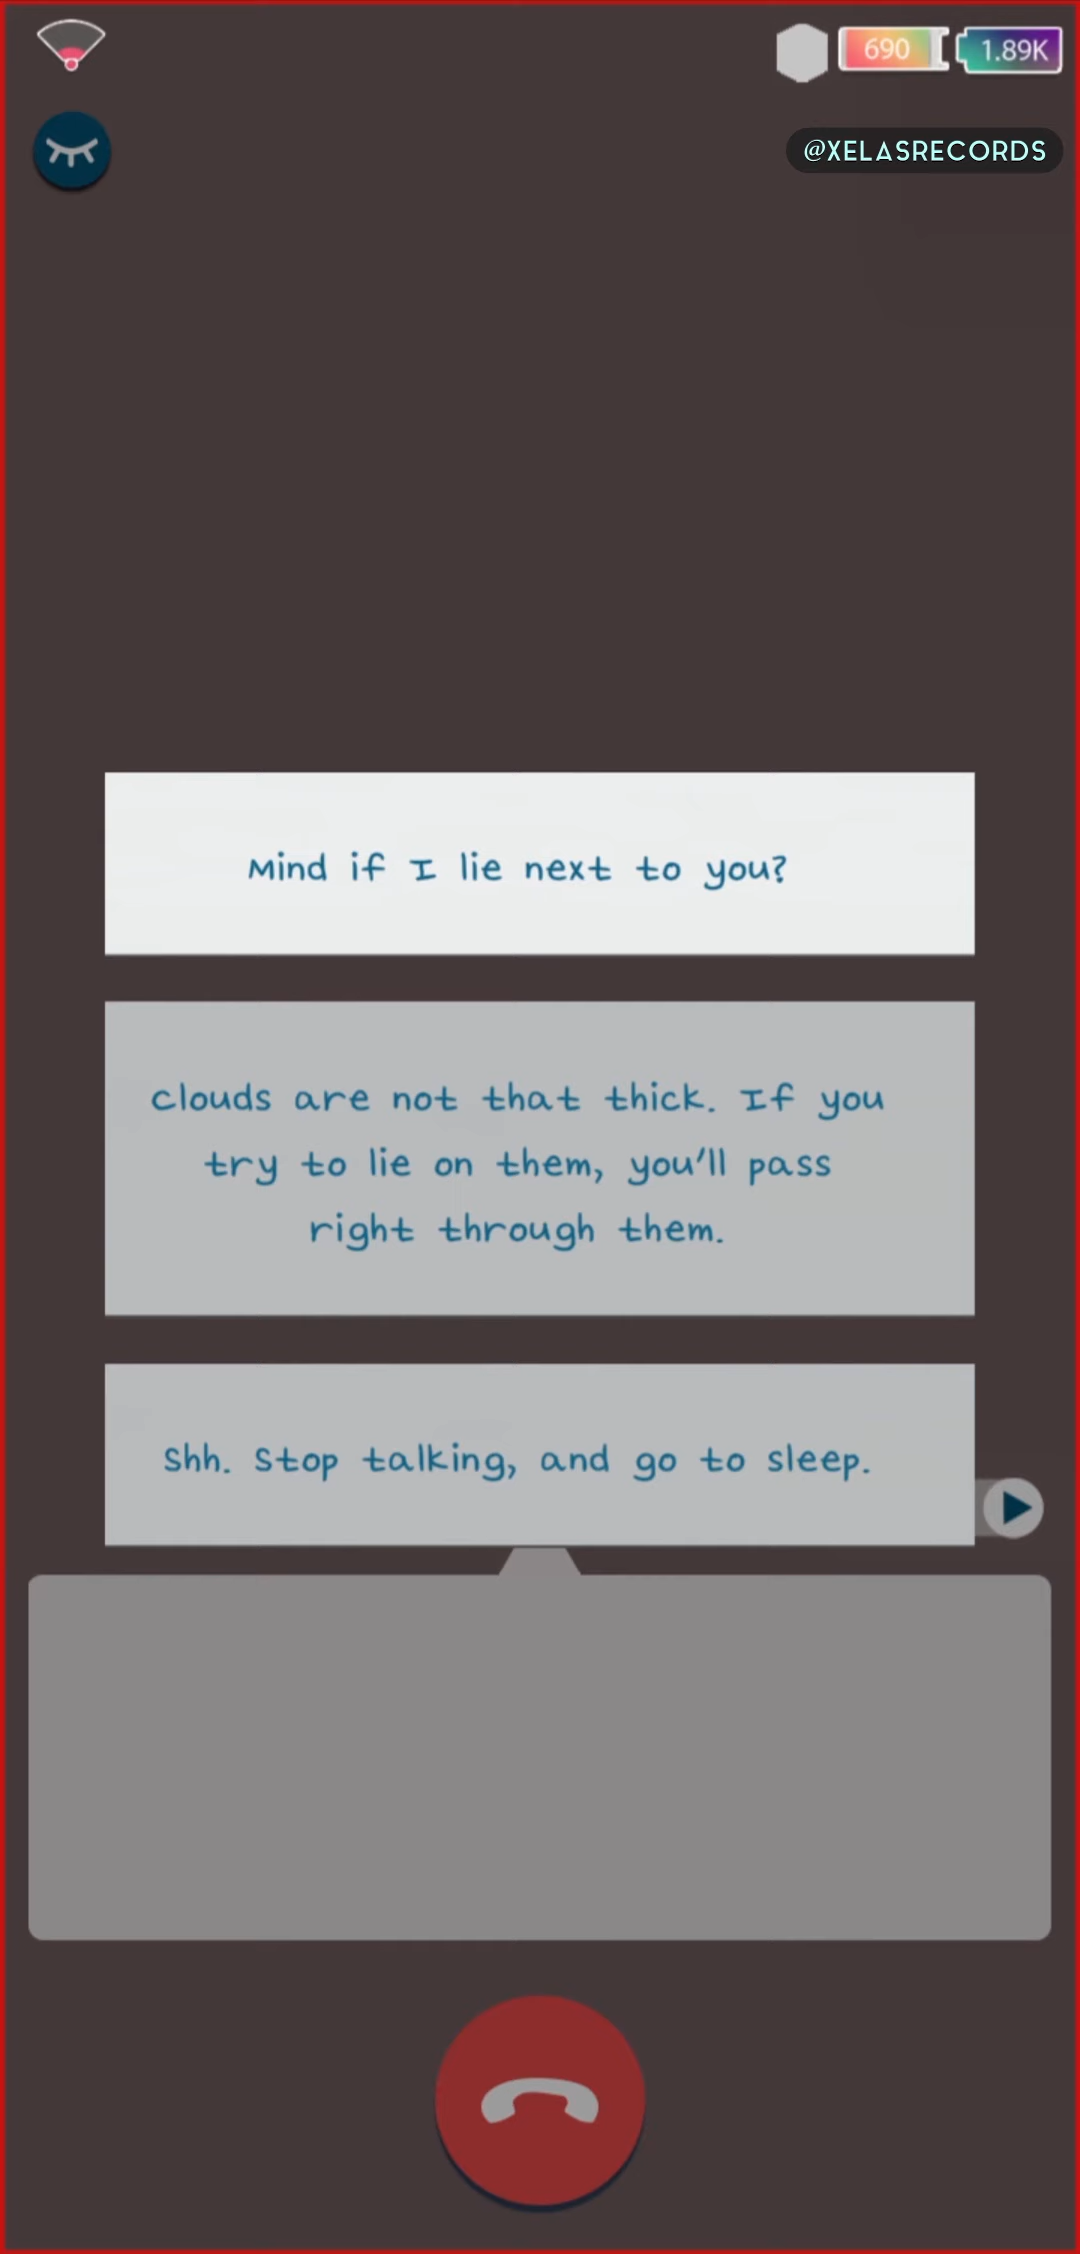 690 1.89K
@XELASRECORDS
Mind if I lie next to you?
Clouds are not that thick. If you
try to lie on them, you'll pass
right through them.
Shh. Stop talking, and go to sleep.